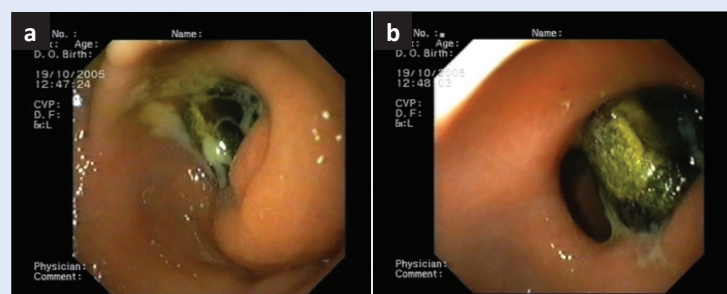 a
No.:
Name:
Age:
D.O.Birth:
19/10/2005
12:47:24
CVP:
D.F:
Physician:
Comment:
b
No.:
Name:
Age:
D.O.Birth:
19/10/2005
12:48
CVP:
D.F:
Physician:
Comment: